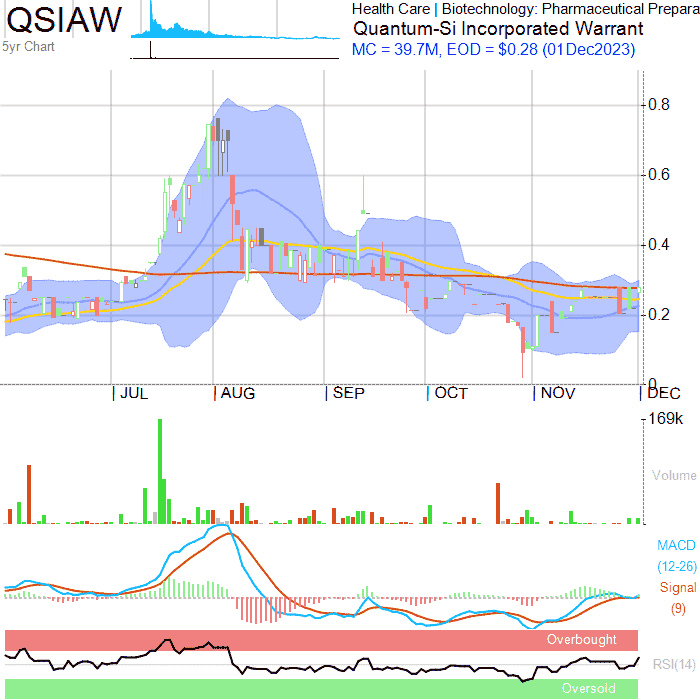 QSIAW
5yr Chart
Health Care | Biotechnology: Pharmaceutical Prepara
Quantum-Si Incorporated Warrant
MC = 39.7M, EOD = $0.28 (01Dec2023)
0.8
0.6
0.4
0.2
0
JUL AUG SEP OCT NOV DEC
169k
Volume
MACD
(12-26)
Signal
(9)
Overbought
RSI(14)
Oversold